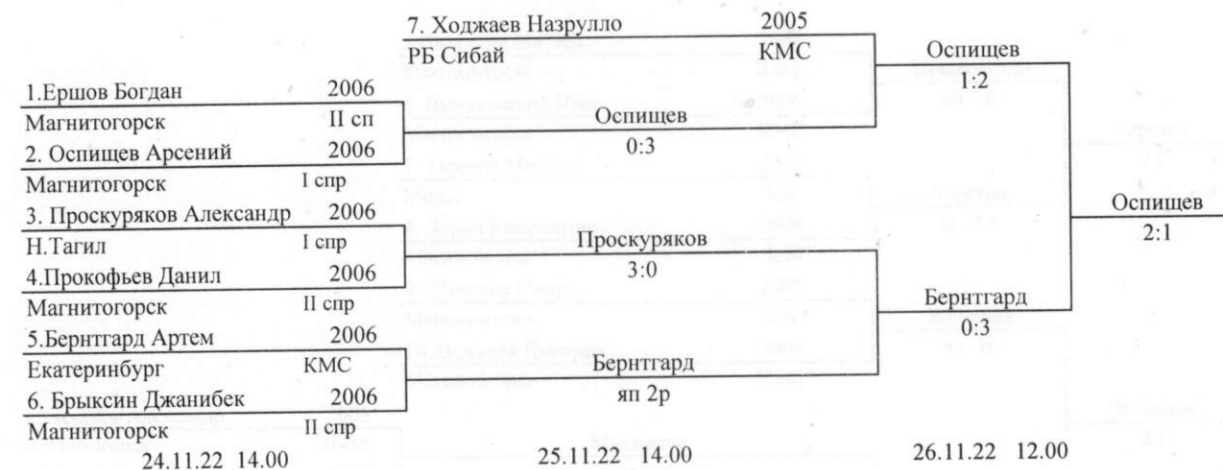 7. Ходжаев Назрулло 2005
РБ Сибай КМС
Оспищев
1:2
1.Ершов Богдан 2006
Магнитогорск II сп
2. Оспищев Арсений 2006
Магнитогорск I спр
Оспищев
0:3
3. Проскуряков Александр 2006
Н.Тагил I спр
4.Прокофьев Данил 2006
Магнитогорск II спр
Проскуряков
3:0
Оспищев
2:1
5.Бернтгард Артем 2006
Екатеринбург КМС
6. Брыксин Джанибек 2006
Магнитогорск II спр
Бернтгард
яп 2р
Бернтгард
0:3
24.11.22 14.00
25.11.22 14.00
26.11.22 12.00